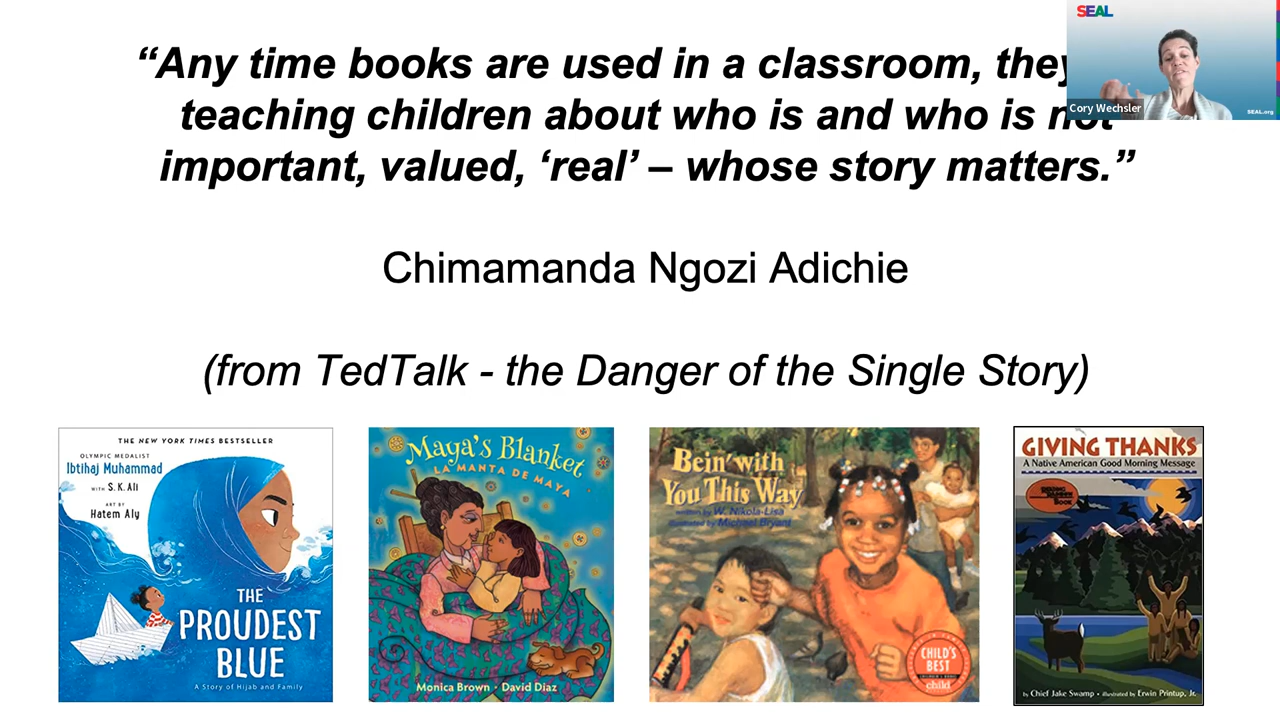 “Any time books are used in a classroom, they
teaching children about who is and who is not
important, valued, ‘real’ – whose story matters.”
Chimamanda Ngozi Adichie
(from TedTalk - the Danger of the Single Story)
SEAL
Cory Wechsler
SEAL.org
THE NEW YORK TIMES BESTSELLER
OLYMPIC MEDALIST
Ibtihaj Muhammad
WITH S. K. Ali
ART BY
Hatem Aly
THE
PROUDEST
BLUE
A Story of Hijab and Family
Maya's Blanket
LA MANTA DE MAYA
Monica Brown • David Diaz
Bein' with
You This Way
written by W. Nikola-Lisa
illustrated by Michael Bryant
CHILD'S
BEST
child
GIVING THANKS
A Native American Good Morning Message
READING
RAINBOW
BOOK
by Chief Jake Swamp • illustrated by Erwin Printup, Jr.